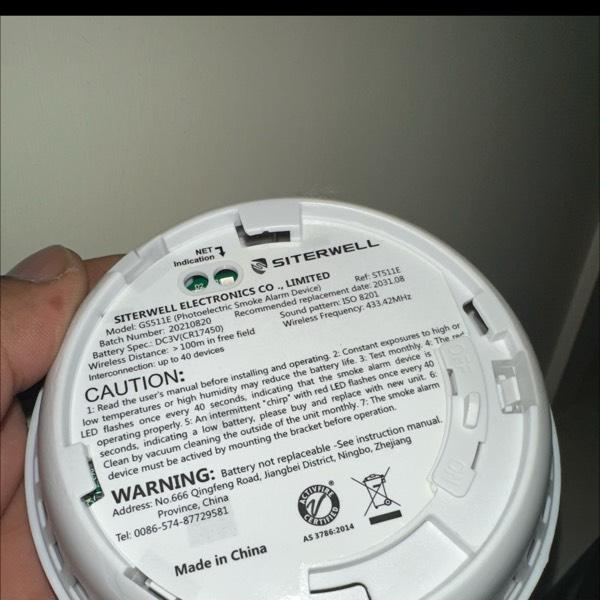 NET
Indication
SITERWELL
SITERWELL ELECTRONICS CO ., LIMITED
Model: GS511E (Photoelectric Smoke Alarm Device) Ref: ST511E
Batch Number: 20210820 Recommended replacement date: 2031.08
Battery Spec.: DC3V(CR17450) Sound pattern: ISO 8201
Wireless Distance: > 100m in free field Wireless Frequency: 433.42MHz
Interconnection: up to 40 devices
CAUTION:
1: Read the user's manual before installing and operating. 2: Constant exposures to high or
low temperatures or high humidity may reduce the battery life. 3: Test monthly. 4: The red
LED flashes once every 40 seconds, indicating that the smoke alarm device is
operating properly. 5: An intermittent "chirp" with red LED flashes once every 40
seconds, indicating a low battery, please buy and replace with new unit. 6:
Clean by vacuum cleaning the outside of the unit monthly. 7: The smoke alarm
device must be actived by mounting the bracket before operation.
WARNING: Battery not replaceable -See instruction manual.
Address: No.666 Qingfeng Road, Jiangbei District, Ningbo, Zhejiang
Province, China
Tel: 0086-574-87729581
ACTIVFIRE
CERTIFIED
AS 3786:2014
Made in China
OFF
ON